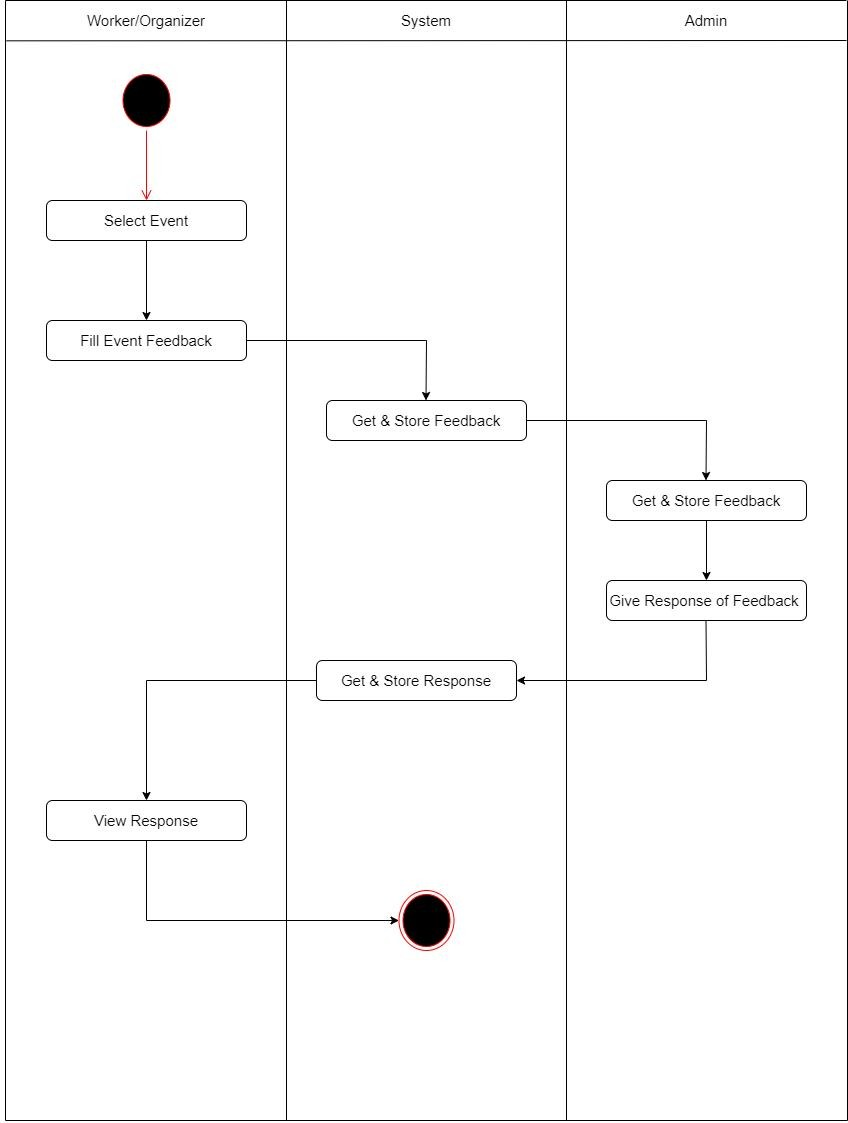 Worker/Organizer
System
Admin
Select Event
Fill Event Feedback
Get & Store Feedback
Get & Store Feedback
Give Response of Feedback
Get & Store Response
View Response